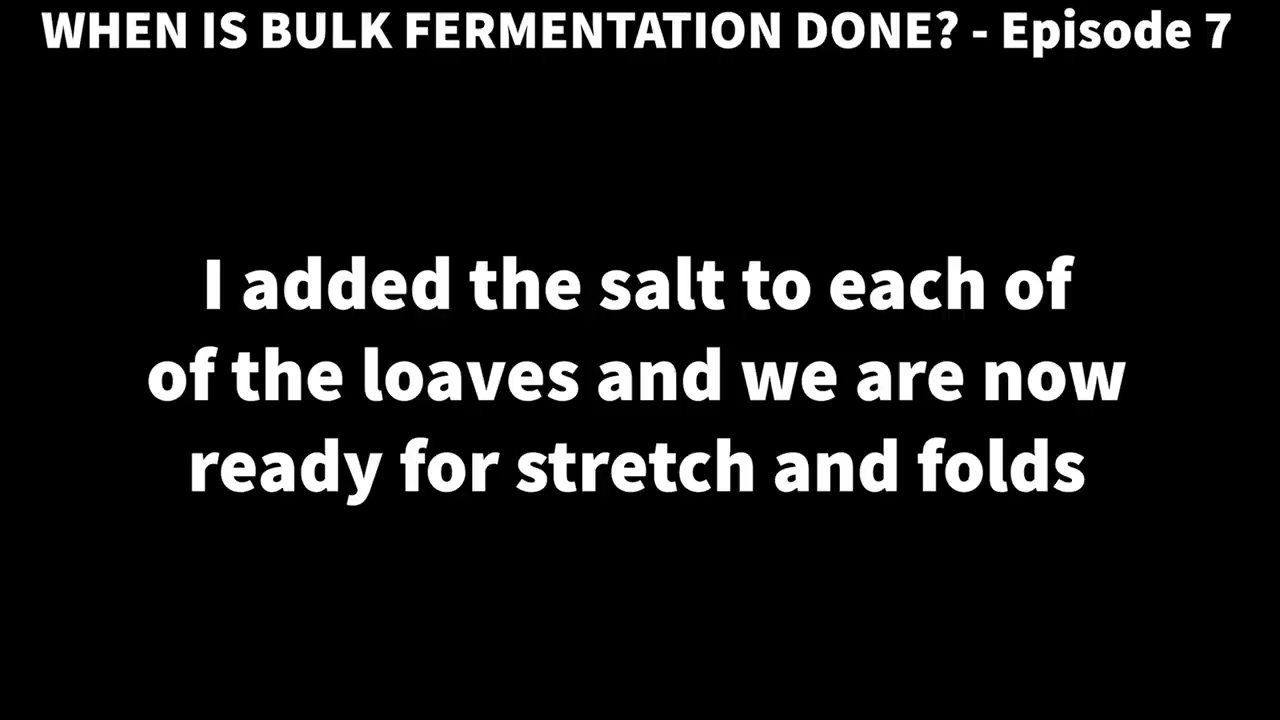 WHEN IS BULK FERMENTATION DONE? - Episode 7
I added the salt to each of
of the loaves and we are now
ready for stretch and folds